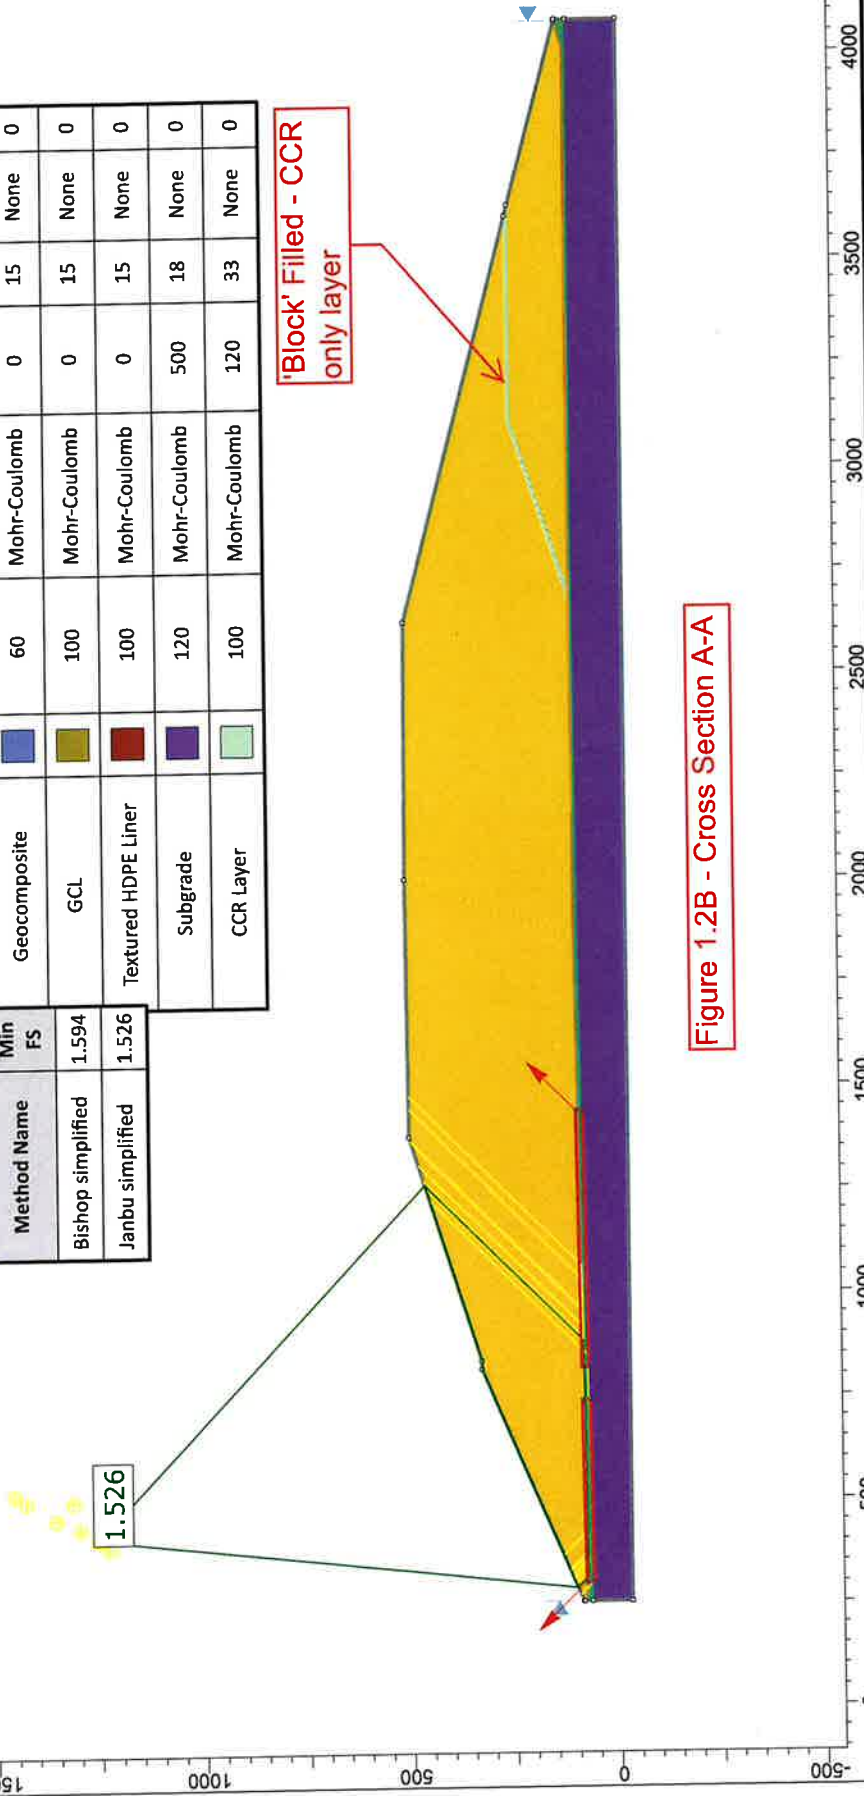 Geocomposite 60 Mohr-Coulomb 0 15 None 0
GCL 100 Mohr-Coulomb 0 15 None 0
Textured HDPE Liner 100 Mohr-Coulomb 0 15 None 0
Subgrade 120 Mohr-Coulomb 500 18 None 0
CCR Layer 100 Mohr-Coulomb 120 33 None 0
Method Name Min
FS
Bishop simplified 1.594
Janbu simplified 1.526
1.526
'Block' Filled - CCR
only layer
Figure 1.2B - Cross Section A-A
1000
500
0
-500
1500
2000
2500
3000
3500
4000